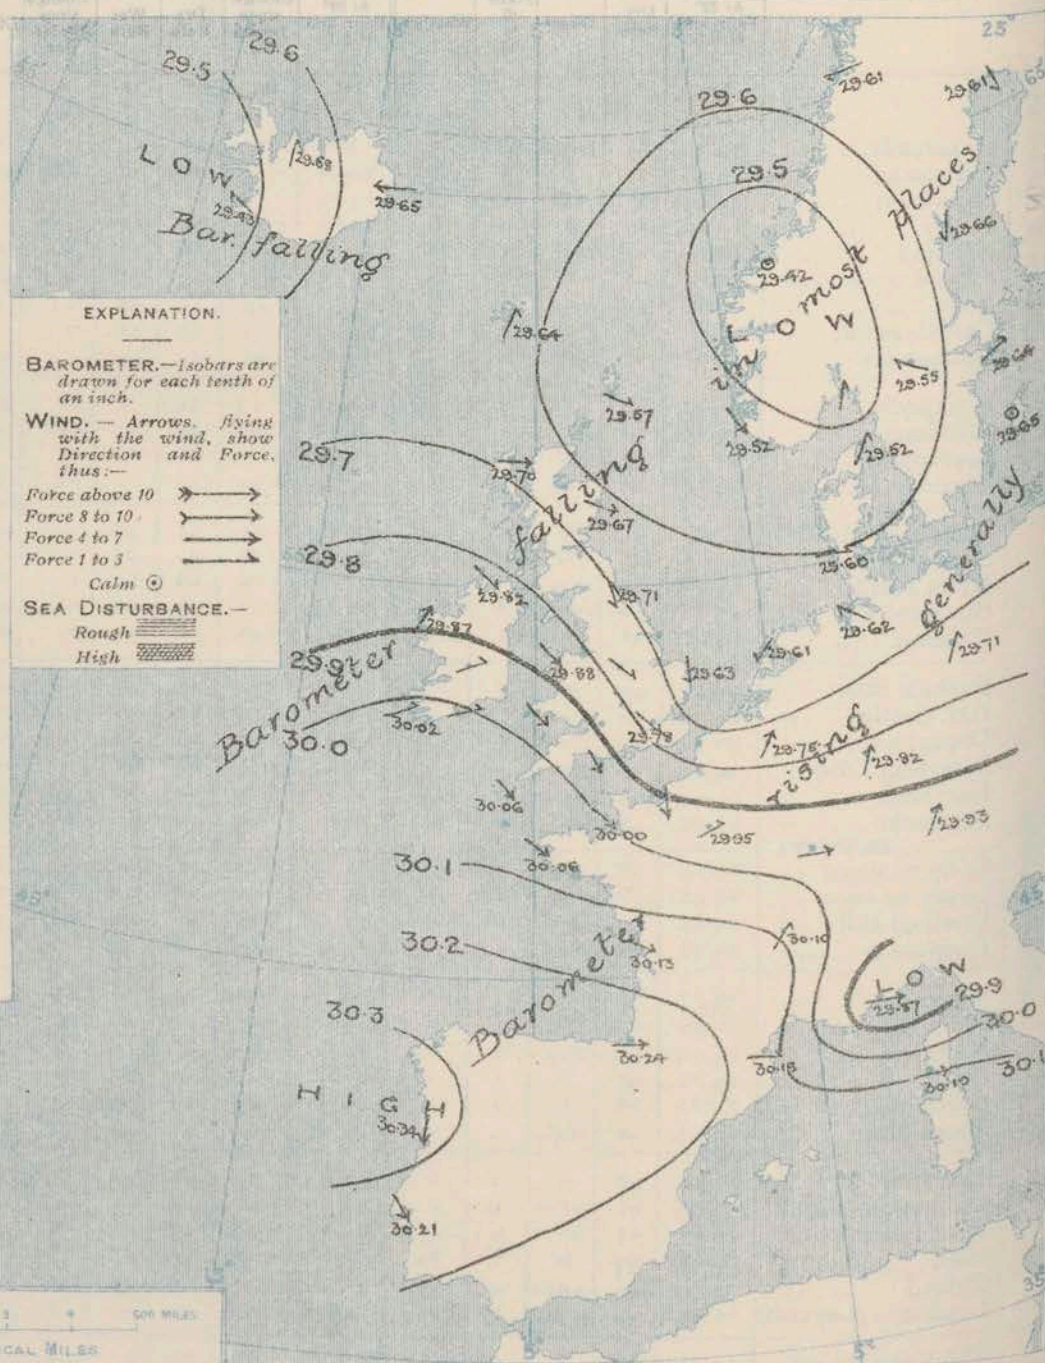 25°
29.6
29.5
29.61
29.61
65
29.6
LOW
29.68
29.5
29.65
29.43
Bar. falling
29.66
29.42
LOW
in most places
EXPLANATION.
BAROMETER.—Isobars are
drawn for each tenth of
an inch.
WIND. — Arrows, flying
with the wind, show
Direction and Force,
thus:—
Force above 10
Force 8 to 10
Force 4 to 7
Force 1 to 3
Calm
SEA DISTURBANCE.—
Rough
High
29.64
29.64
29.55
29.57
29.65
29.52
29.52
29.7
29.70
falling
29.67
29.8
29.60
generally
29.82
29.71
29.87
29.62
29.61
29.71
29.9
29.88
29.63
Barometer
30.02
30.0
29.78
29.75
29.82
rising
30.06
30.00
29.95
29.93
30.1
30.06
45°
45
30.10
30.2
Barometer
30.13
LOW
29.87
29.9
30.3
30.0
30.24
30.18
30.1
30.10
HIGH
30.34
30.21
35
500 MILES
CAL MILES
5°
5°